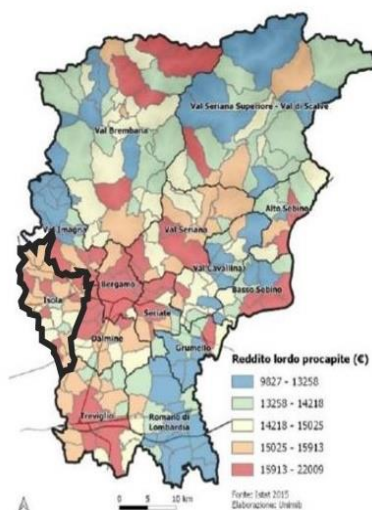 Val Seriana Superiore - Val di Scalve
Val Brembana
Alto Sebino
Val Imagna
Val Seriana
Val Cavallina
Bergamo
Basso Sebino
Isola
Seriate
Dalmine
Grumello
Treviglio
Romano di
Lombardia
Reddito lordo procapite (€)
9827 - 13258
13258 - 14218
14218 - 15025
15025 - 15913
15913 - 22009
0 5 10 km
Fonte: Istat 2015
Elaborazione: Unimib